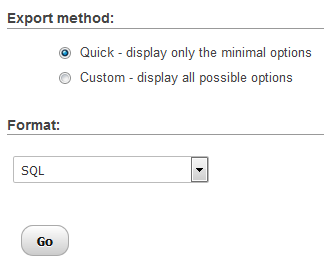 Export method:
Quick - display only the minimal options
Custom - display all possible options
Format:
SQL
Go